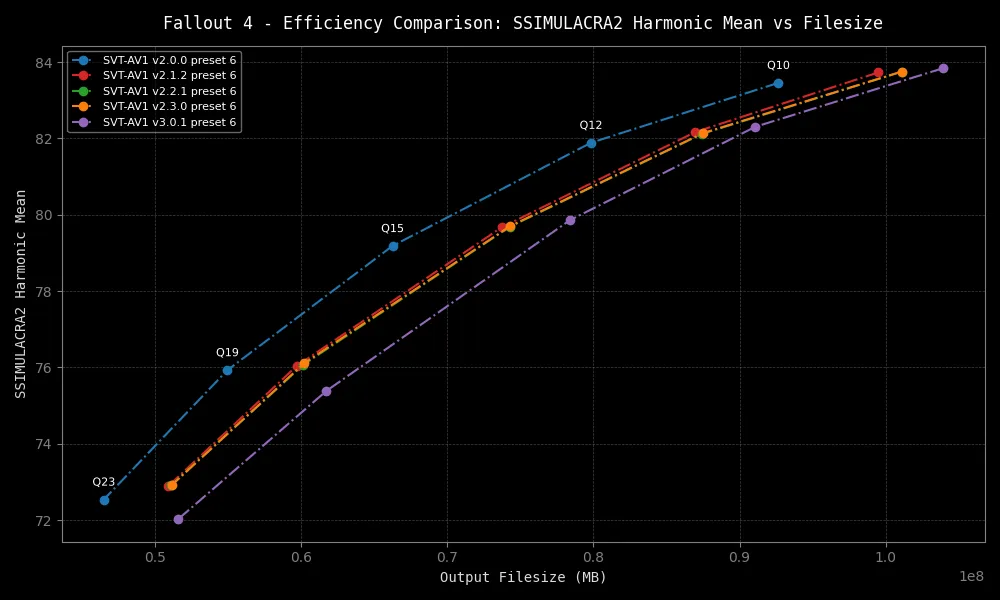 Fallout 4 - Efficiency Comparison: SSIMULACRA2 Harmonic Mean vs Filesize
SVT-AV1 v2.0.0 preset 6
SVT-AV1 v2.1.2 preset 6
SVT-AV1 v2.2.1 preset 6
SVT-AV1 v2.3.0 preset 6
SVT-AV1 v3.0.1 preset 6
Q10
Q12
Q15
Q19
Q23
SSIMULACRA2 Harmonic Mean
84
82
80
78
76
74
72
0.5
0.6
0.7
0.8
0.9
1.0
1e8
Output Filesize (MB)